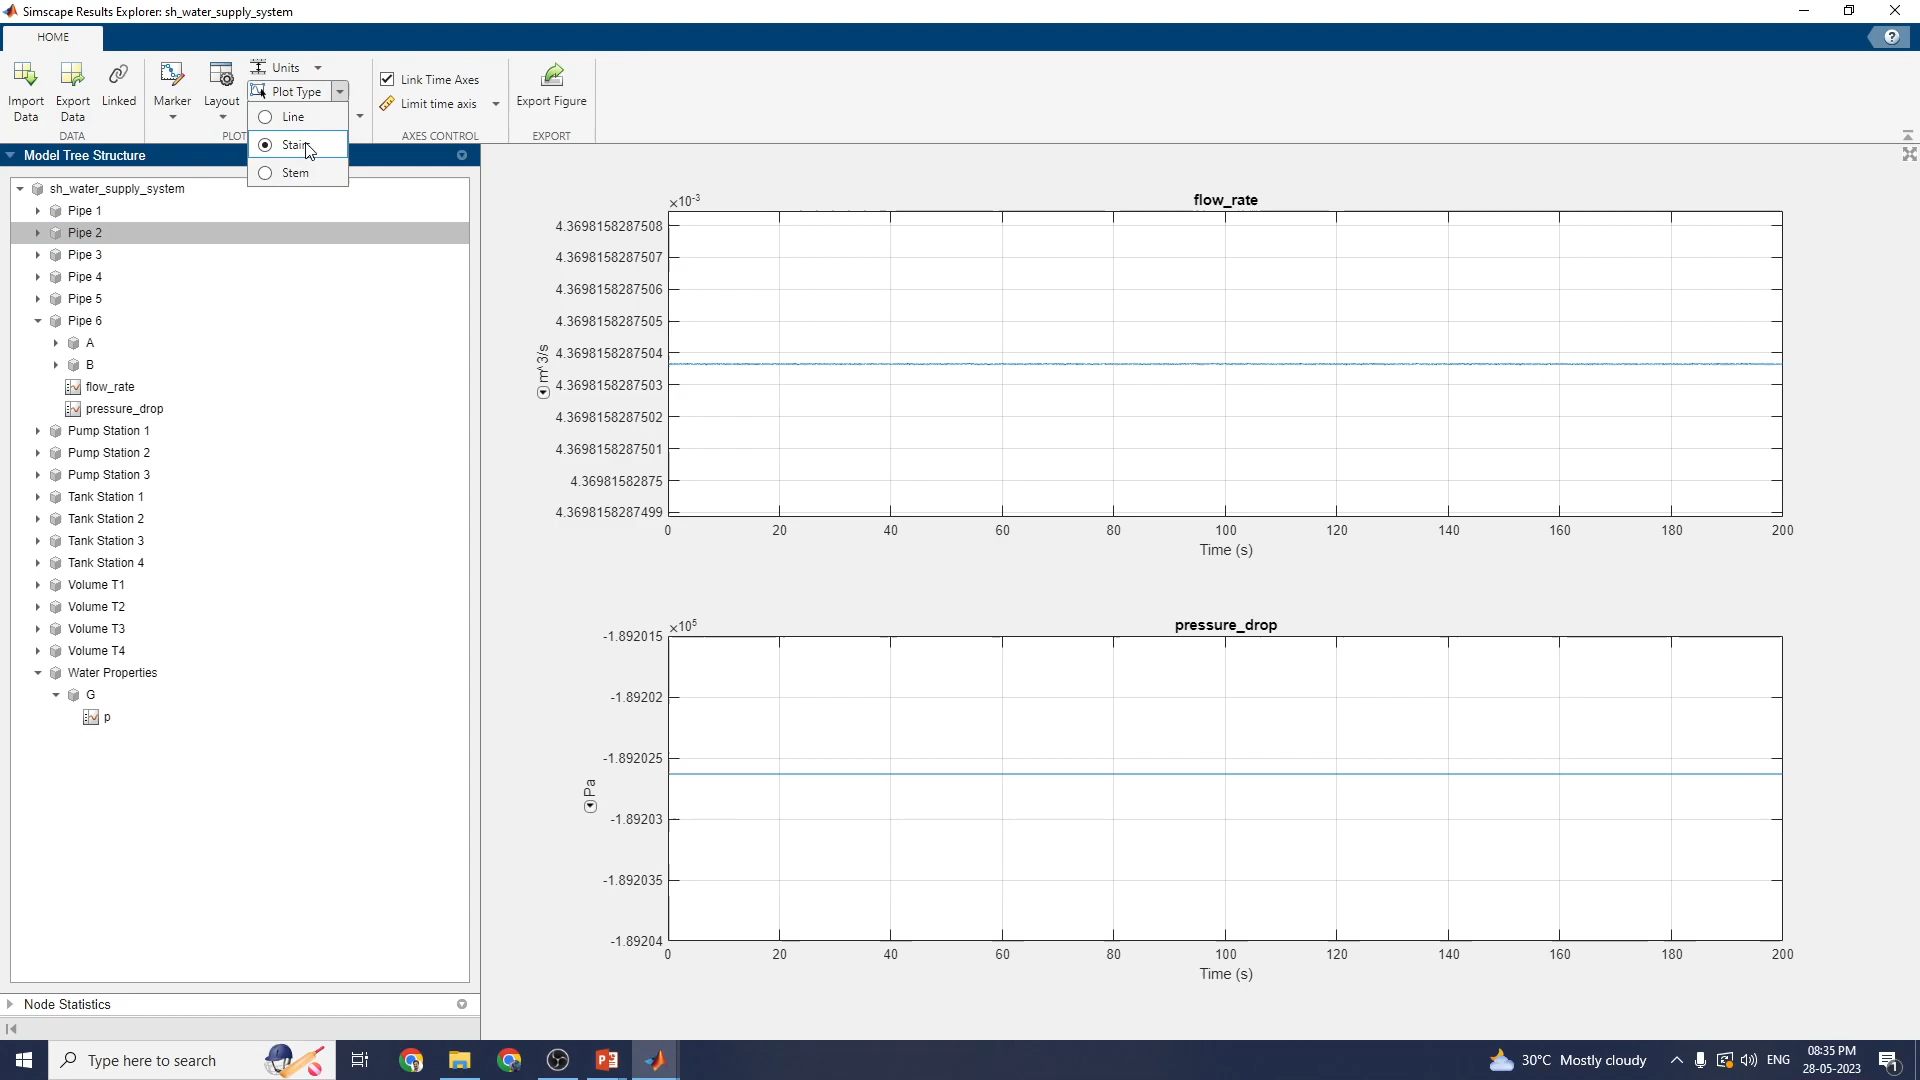 Simscape Results Explorer: sh_water_supply_system
HOME
Import Data
Export Data
Linked
DATA
Marker
Layout
Units
Plot Type
Line
Stair
Stem
PLOT
Link Time Axes
Limit time axis
AXES CONTROL
Export Figure
EXPORT
Model Tree Structure
sh_water_supply_system
Pipe 1
Pipe 2
Pipe 3
Pipe 4
Pipe 5
Pipe 6
A
B
flow_rate
pressure_drop
Pump Station 1
Pump Station 2
Pump Station 3
Tank Station 1
Tank Station 2
Tank Station 3
Tank Station 4
Volume T1
Volume T2
Volume T3
Volume T4
Water Properties
G
p
Node Statistics
×10-3
flow_rate
4.3698158287508
4.3698158287507
4.3698158287506
4.3698158287505
4.3698158287504
4.3698158287503
4.3698158287502
4.3698158287501
4.36981582875
4.3698158287499
m^3/s
0 20 40 60 80 100 120 140 160 180 200
Time (s)
×105
pressure_drop
-1.892015
-1.89202
-1.892025
-1.89203
-1.892035
-1.89204
Pa
0 20 40 60 80 100 120 140 160 180 200
Time (s)
Type here to search
30°C Mostly cloudy
ENG
08:35 PM
28-05-2023
1